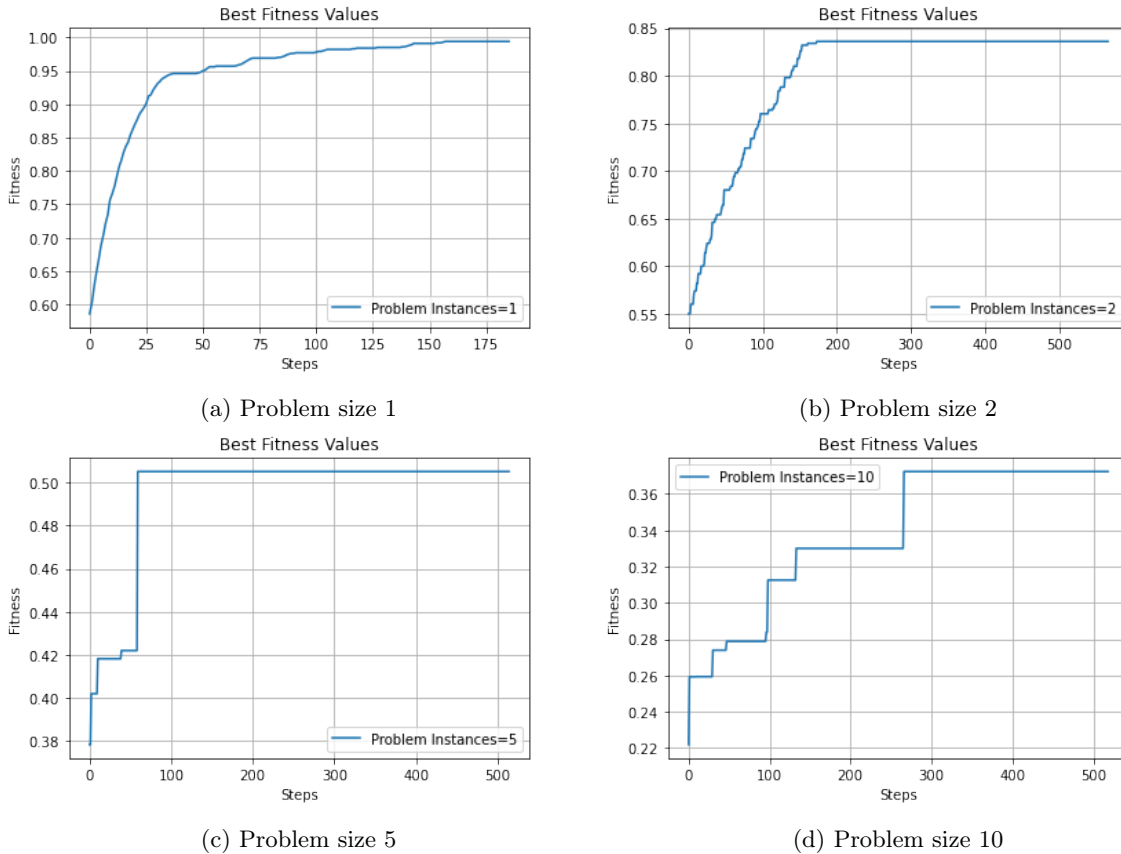 Best Fitness Values
1.00
0.95
0.90
0.85
0.80
0.75
0.70
0.65
0.60
Fitness
Problem Instances=1
0 25 50 75 100 125 150 175
Steps
(a) Problem size 1
Best Fitness Values
0.85
0.80
0.75
0.70
0.65
0.60
0.55
Fitness
Problem Instances=2
0 100 200 300 400 500
Steps
(b) Problem size 2
Best Fitness Values
0.50
0.48
0.46
0.44
0.42
0.40
0.38
Fitness
Problem Instances=5
0 100 200 300 400 500
Steps
(c) Problem size 5
Best Fitness Values
Problem Instances=10
0.36
0.34
0.32
0.30
0.28
0.26
0.24
0.22
Fitness
0 100 200 300 400 500
Steps
(d) Problem size 10